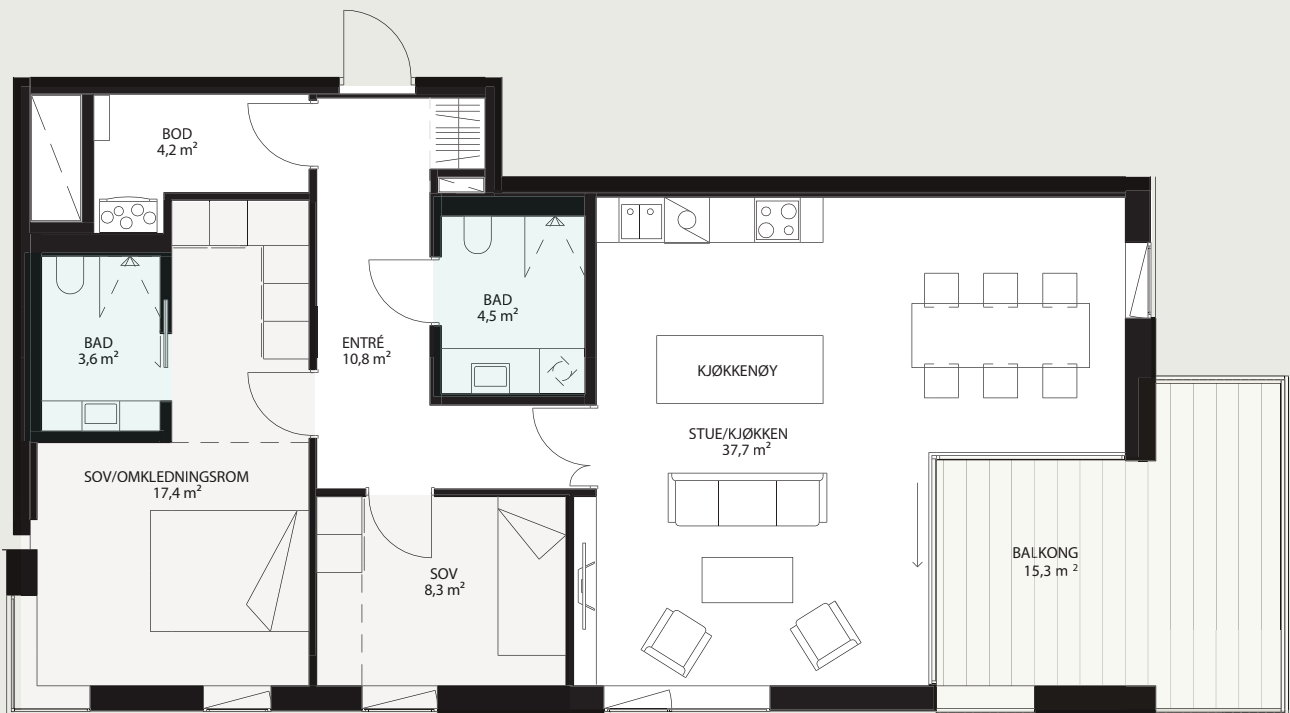 BOD
4,2 m²
BAD
4,5 m²
BAD
3,6 m²
ENTRÉ
10,8 m²
KJØKKENØY
STUE/KJØKKEN
37,7 m²
SOV/OMKLEDNINGSROM
17,4 m²
SOV
8,3 m²
BALKONG
15,3 m ²